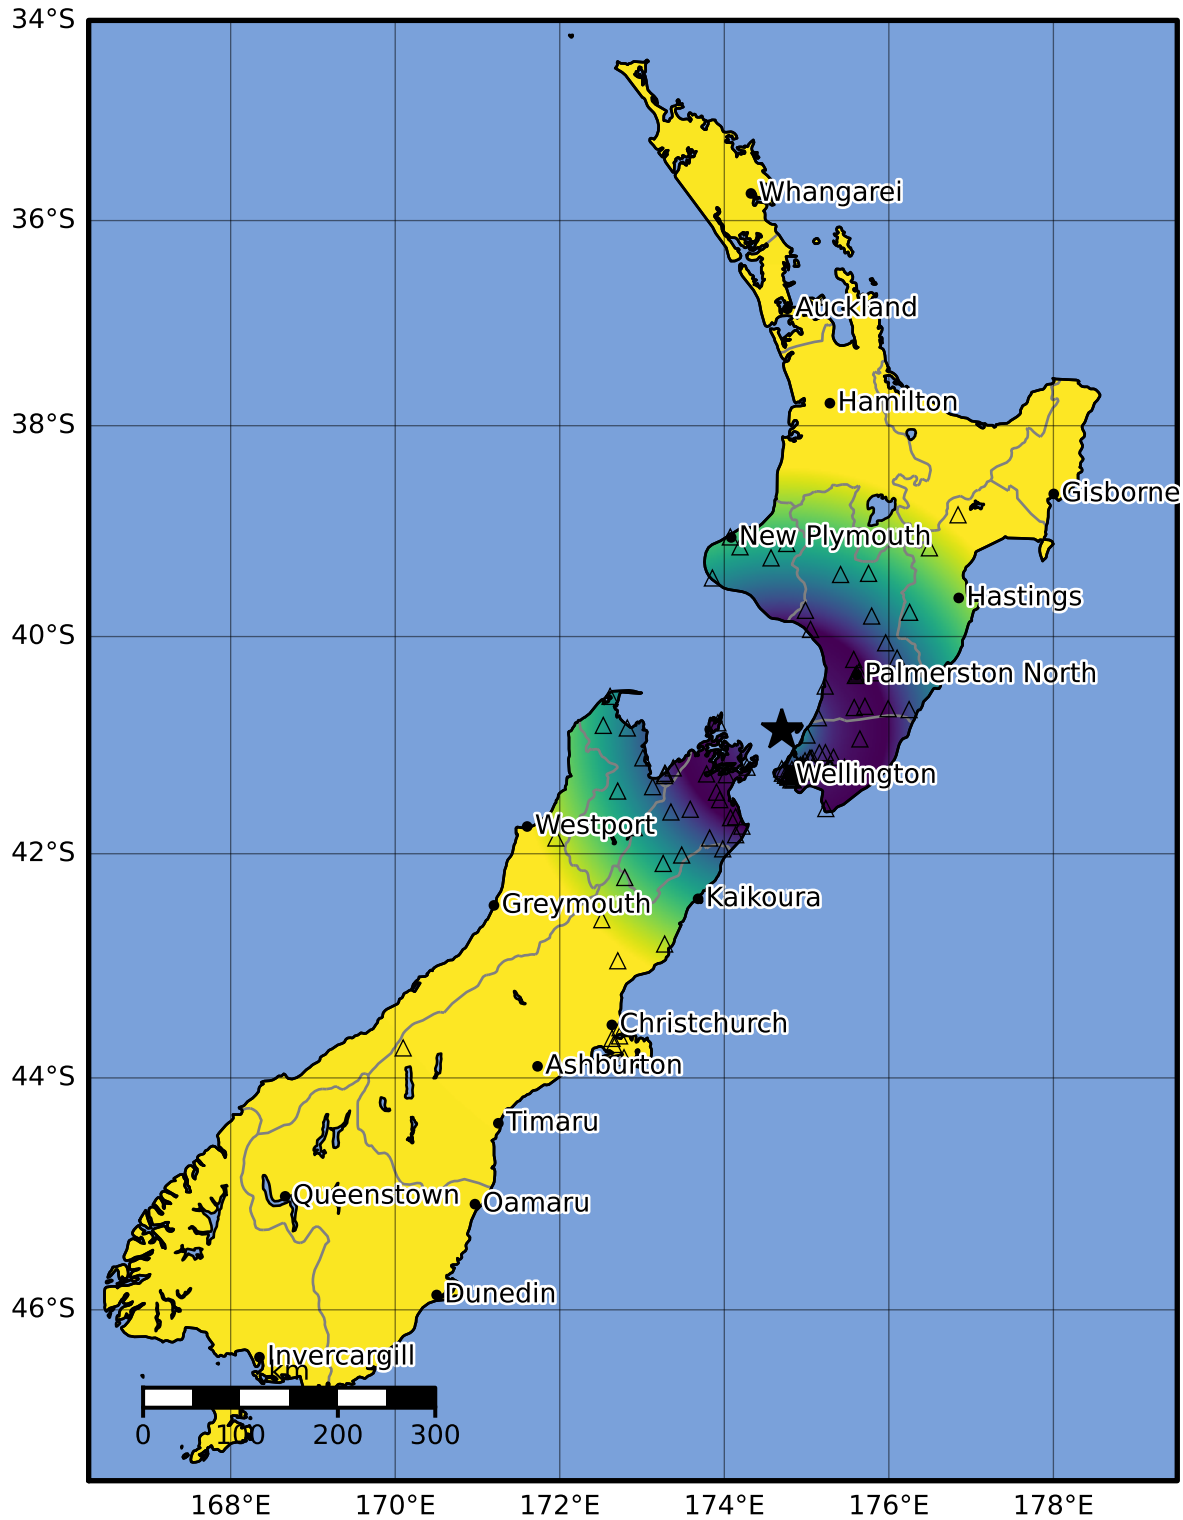 34°S
Whangarei
36°S
Auckland
Hamilton
38°S
Gisborne
New Plymouth
Hastings
40°S
Palmerston North
Wellington
Westport
42°S
Kaikoura
Greymouth
Christchurch
Ashburton
44°S
Timaru
Queenstown
Oamaru
Dunedin
46°S
Invercargill
km
0 100 200 300
168°E 170°E 172°E 174°E 176°E 178°E